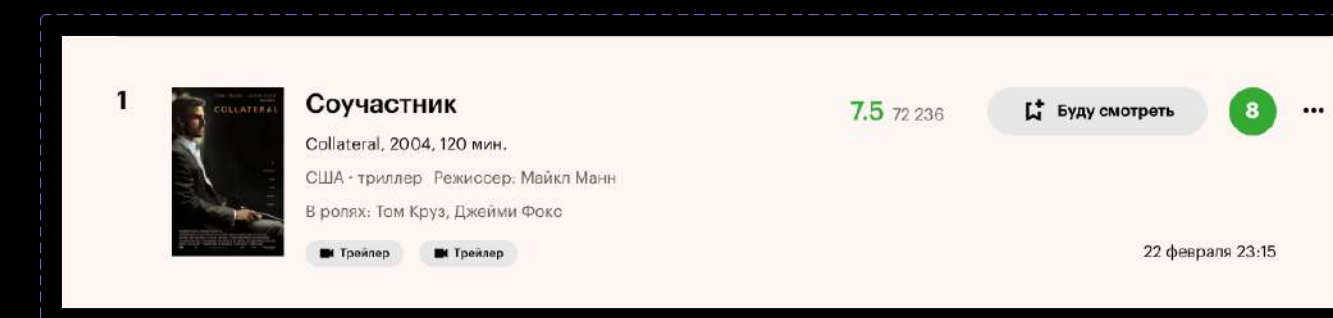 1
COLLATERAL
Соучастник
7.5 72 236
Буду смотреть
8
Collateral, 2004, 120 мин.
США · триллер Режиссер: Майкл Манн
В ролях: Том Круз, Джейми Фокс
Трейлер
Трейлер
22 февраля 23:15